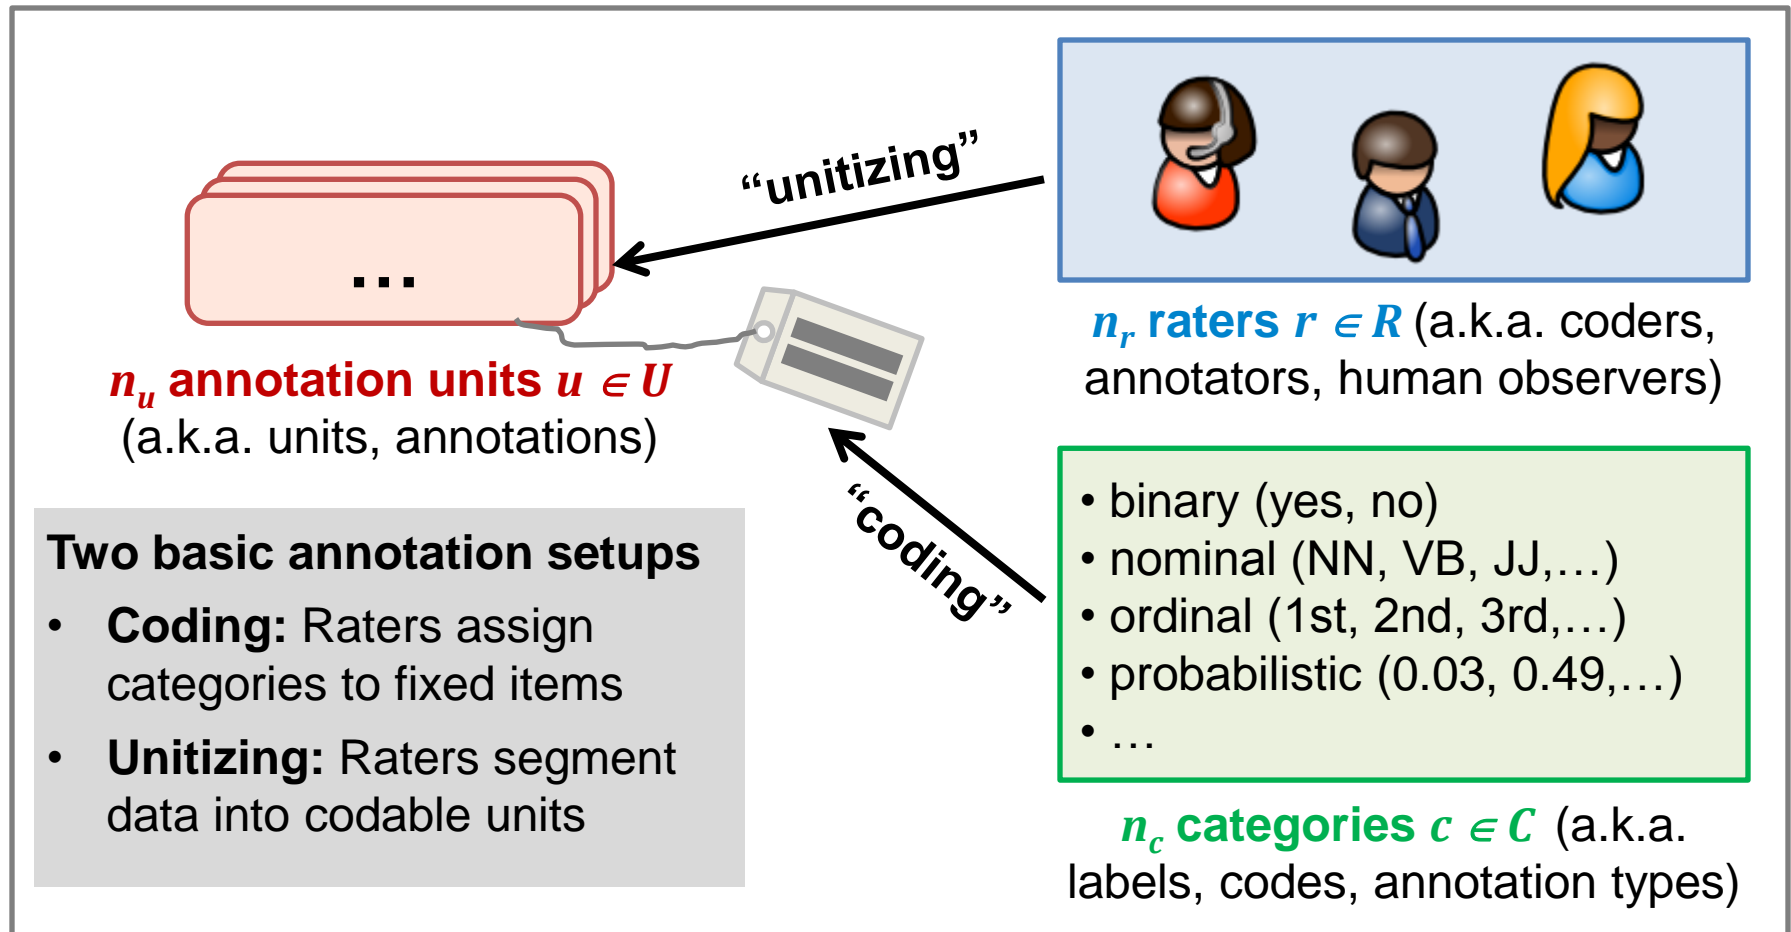 “unitizing”
…
n_r raters r ∈ R (a.k.a. coders,
annotators, human observers)
n_u annotation units u ∈ U
(a.k.a. units, annotations)
“coding”
• binary (yes, no)
• nominal (NN, VB, JJ,…)
• ordinal (1st, 2nd, 3rd,…)
• probabilistic (0.03, 0.49,…)
• …
Two basic annotation setups
• Coding: Raters assign
categories to fixed items
• Unitizing: Raters segment
data into codable units
n_c categories c ∈ C (a.k.a.
labels, codes, annotation types)